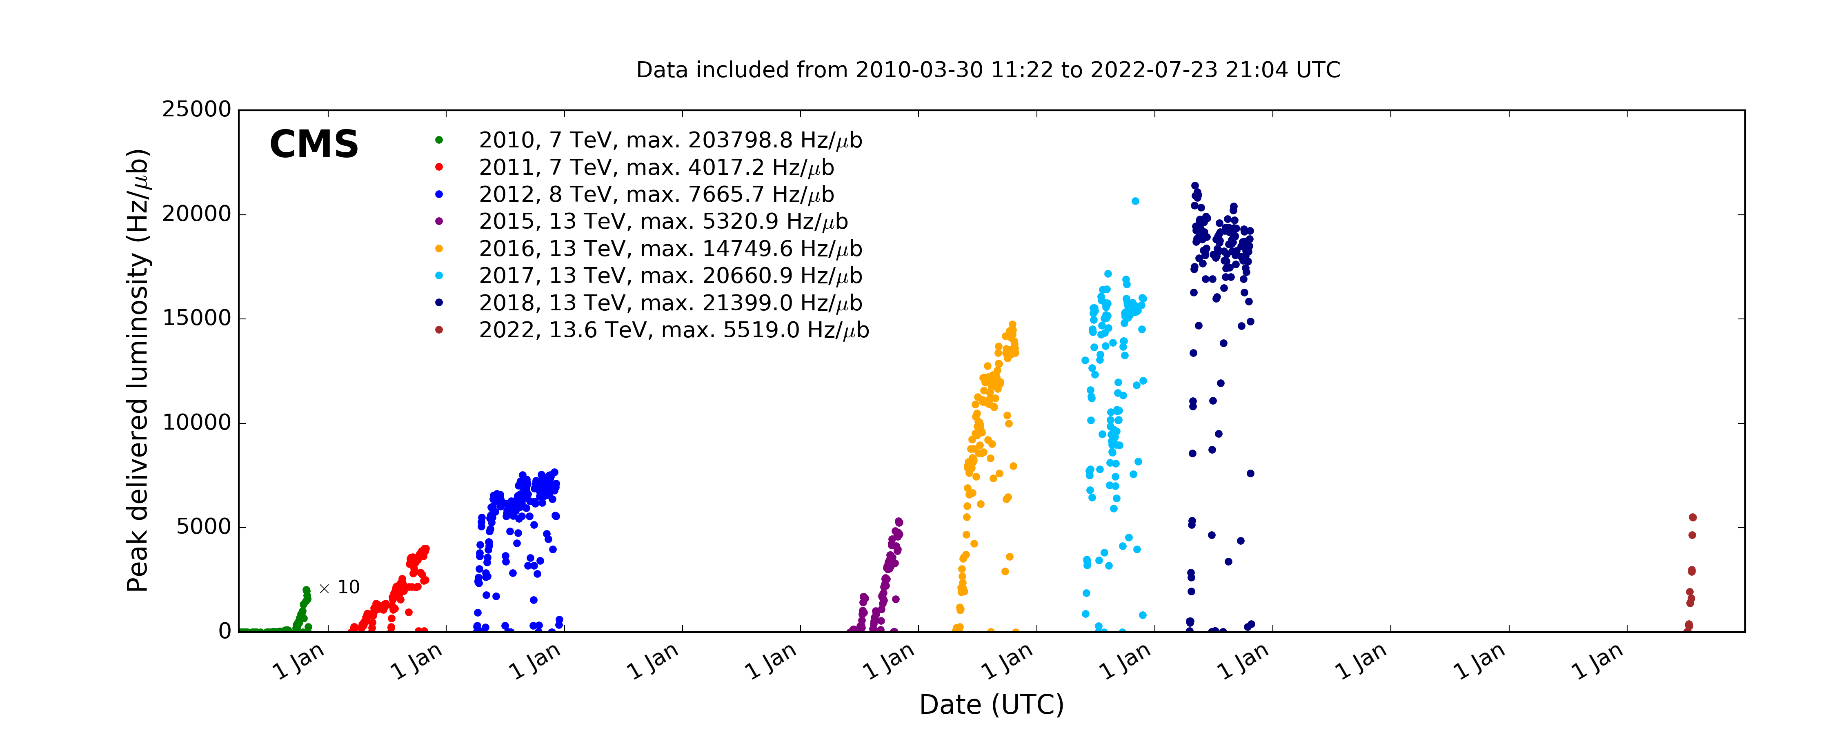 Data included from 2010-03-30 11:22 to 2022-07-23 21:04 UTC
25000
20000
15000
10000
5000
0
Peak delivered luminosity (Hz/μb)
CMS
2010, 7 TeV, max. 203798.8 Hz/μb
2011, 7 TeV, max. 4017.2 Hz/μb
2012, 8 TeV, max. 7665.7 Hz/μb
2015, 13 TeV, max. 5320.9 Hz/μb
2016, 13 TeV, max. 14749.6 Hz/μb
2017, 13 TeV, max. 20660.9 Hz/μb
2018, 13 TeV, max. 21399.0 Hz/μb
2022, 13.6 TeV, max. 5519.0 Hz/μb
× 10
1 Jan
1 Jan
1 Jan
1 Jan
1 Jan
1 Jan
1 Jan
1 Jan
1 Jan
1 Jan
1 Jan
1 Jan
Date (UTC)